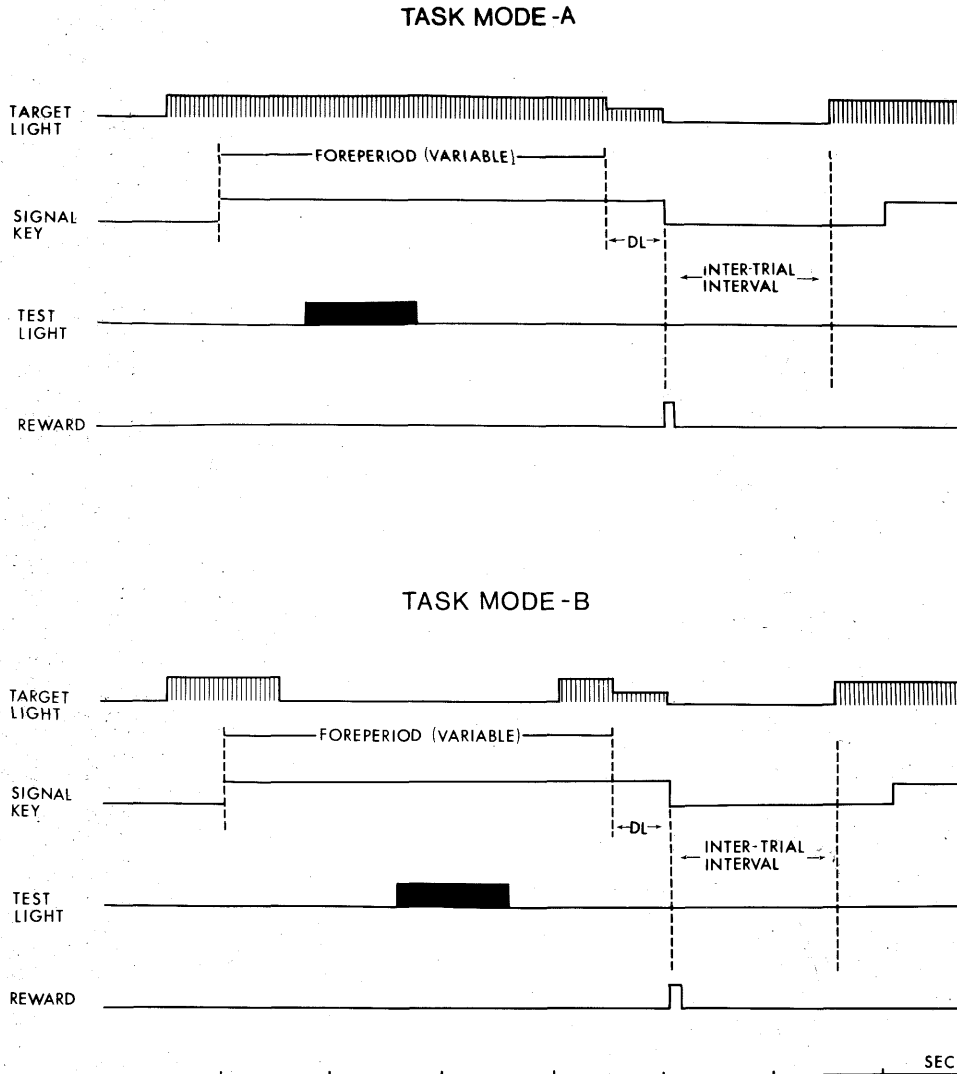 TASK MODE-A
TARGET
LIGHT
FOREPERIOD (VARIABLE)
SIGNAL
KEY
DL
INTER-TRIAL
INTERVAL
TEST
LIGHT
REWARD
TASK MODE-B
TARGET
LIGHT
FOREPERIOD (VARIABLE)
SIGNAL
KEY
DL
INTER-TRIAL
INTERVAL
TEST
LIGHT
REWARD
SEC